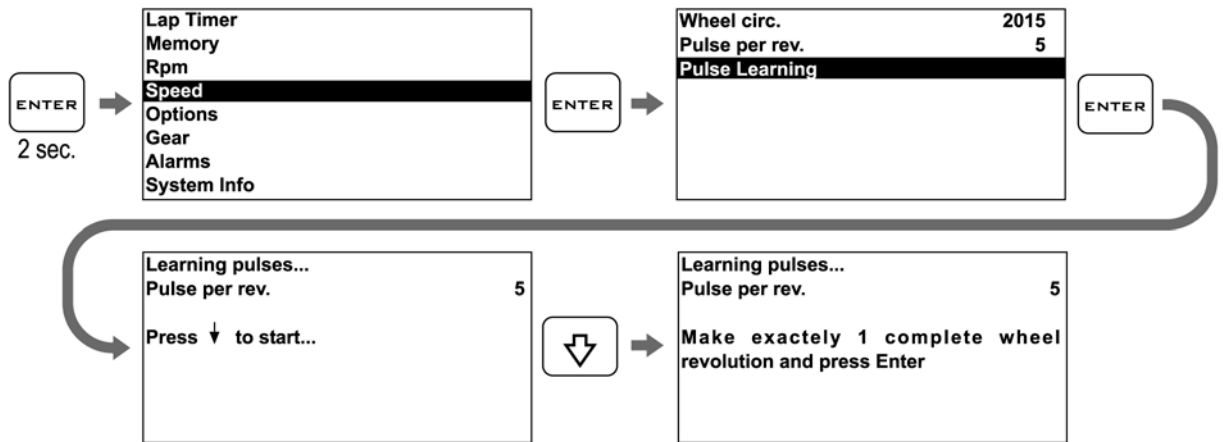 ENTER
2 sec.
Lap Timer
Memory
Rpm
Speed
Options
Gear
Alarms
System Info
ENTER
Wheel circ. 2015
Pulse per rev. 5
Pulse Learning
ENTER
Learning pulses...
Pulse per rev. 5
Press ↓ to start...
Learning pulses...
Pulse per rev. 5
Make exactely 1 complete wheel
revolution and press Enter